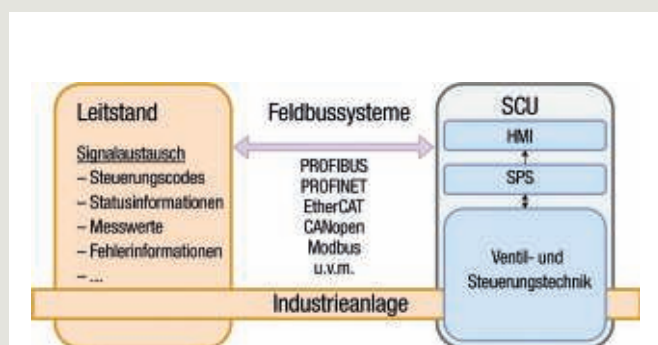 Leitstand
Signalaustausch
– Steuerungscodes
– Statusinformationen
– Messwerte
– Fehlerinformationen
– ...
Feldbussysteme
PROFIBUS
PROFINET
EtherCAT
CANopen
Modbus
u.v.m.
SCU
HMI
SPS
Ventil- und
Steuerungstechnik
Industrieanlage